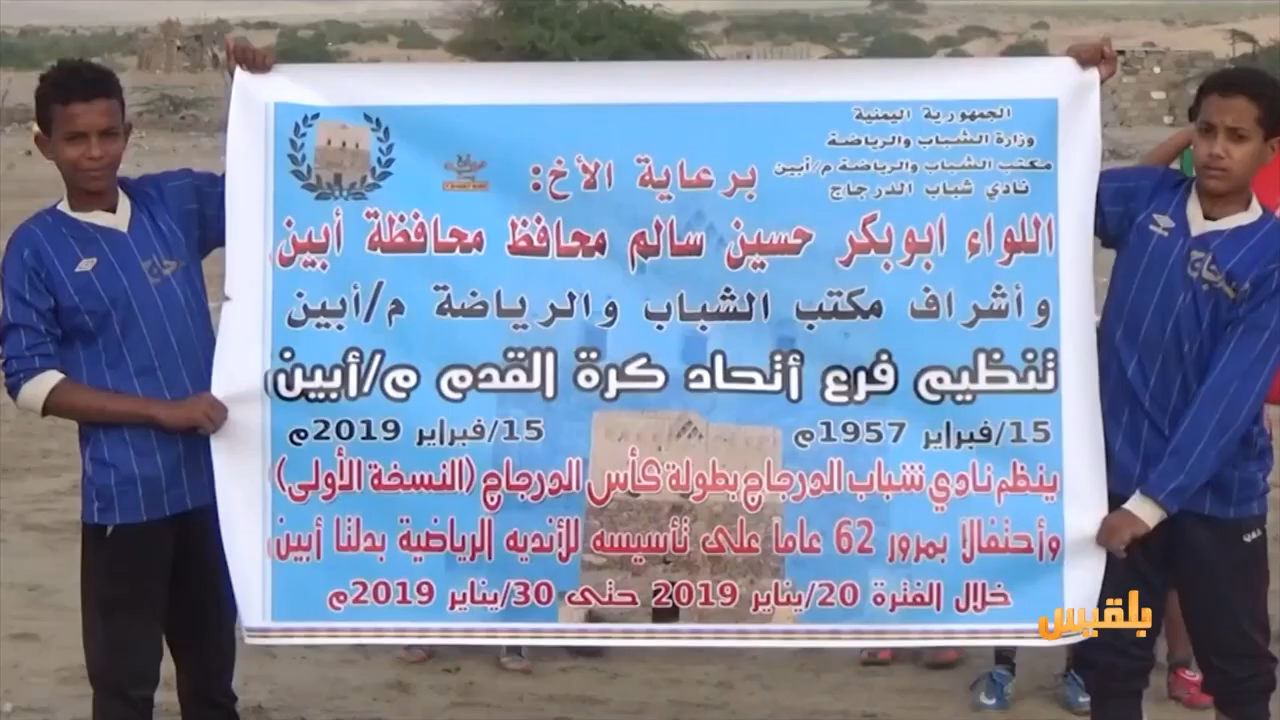 الجمهورية اليمنية
وزارة الشباب والرياضة
مكتب الشباب والرياضة م/أبين
نادي شباب الدرجاج
برعاية الأخ:
اللواء ابوبكر حسين سالم محافظ محافظة أبين
وأشراف مكتب الشباب والرياضة م/أبين
تنظيم فرع أتحاد كرة القدم م/أبين
15/فبراير 1957م 15/فبراير 2019م
ينظم نادي شباب الدرجاج بطولة كأس الدرجاج (النسخة الأولى)
وأحتفالا بمرور 62 عاما على تأسيسه للأنديه الرياضية بدلتا أبين
خلال الفترة 20/يناير 2019 حتى 30/يناير 2019م
بلقيس